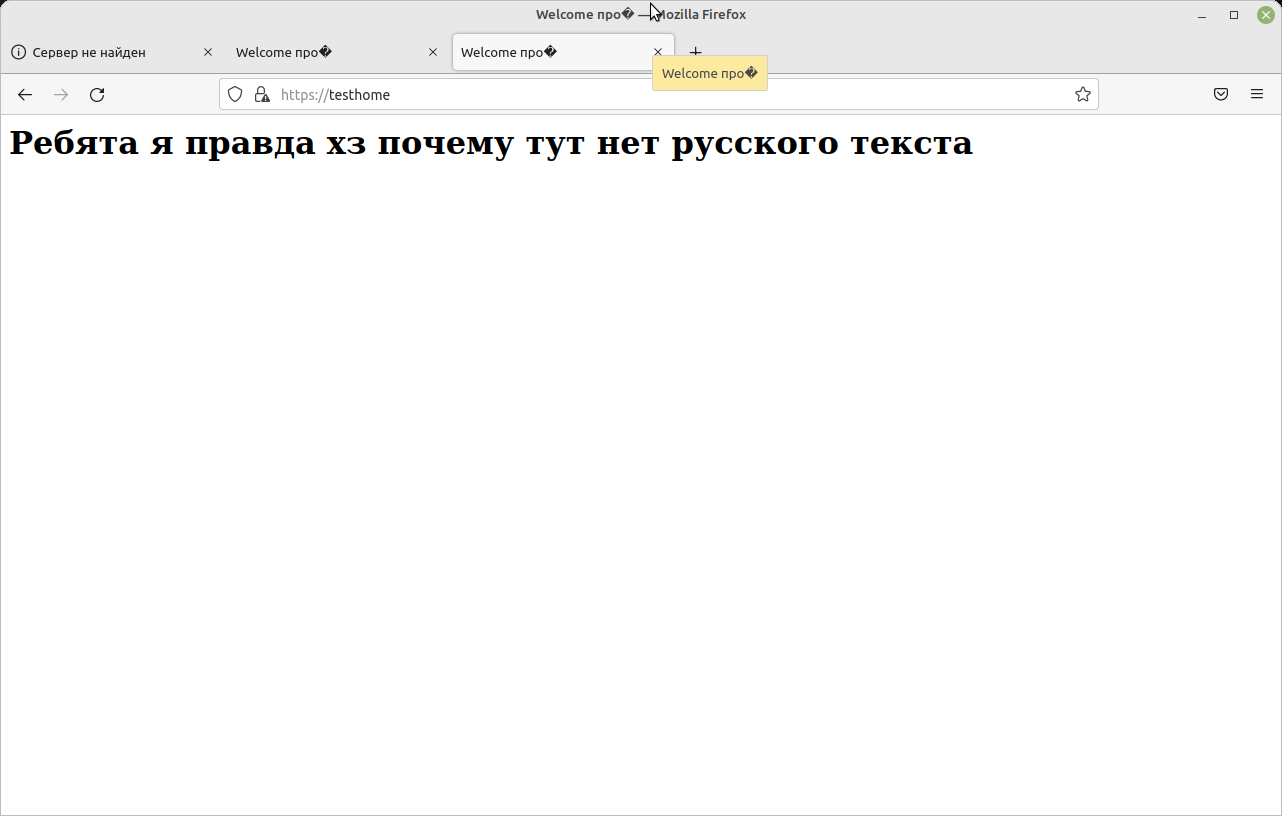 Welcome про� — Mozilla Firefox
Сервер не найден
Welcome про�
Welcome про�
Welcome про�
https://testhome
Ребята я правда хз почему тут нет русского текста